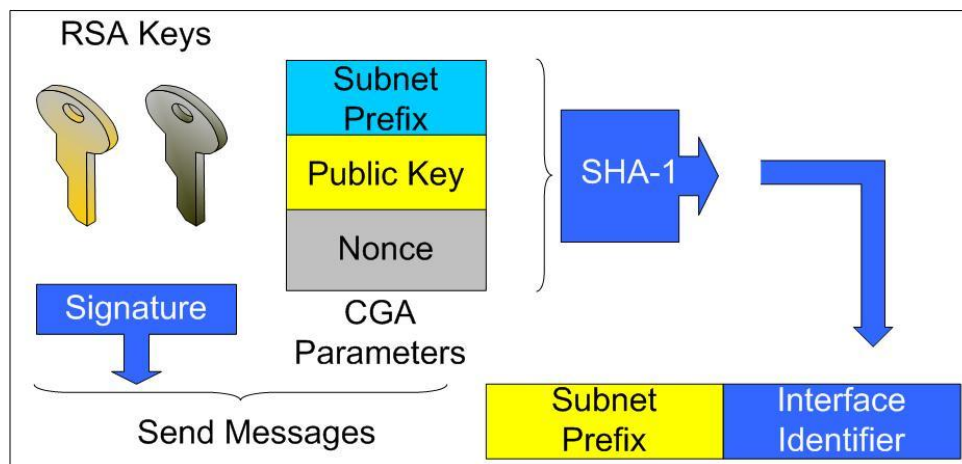 RSA Keys
Subnet
Prefix
Public Key
Nonce
SHA-1
Signature
CGA
Parameters
Send Messages
Subnet
Prefix
Interface
Identifier